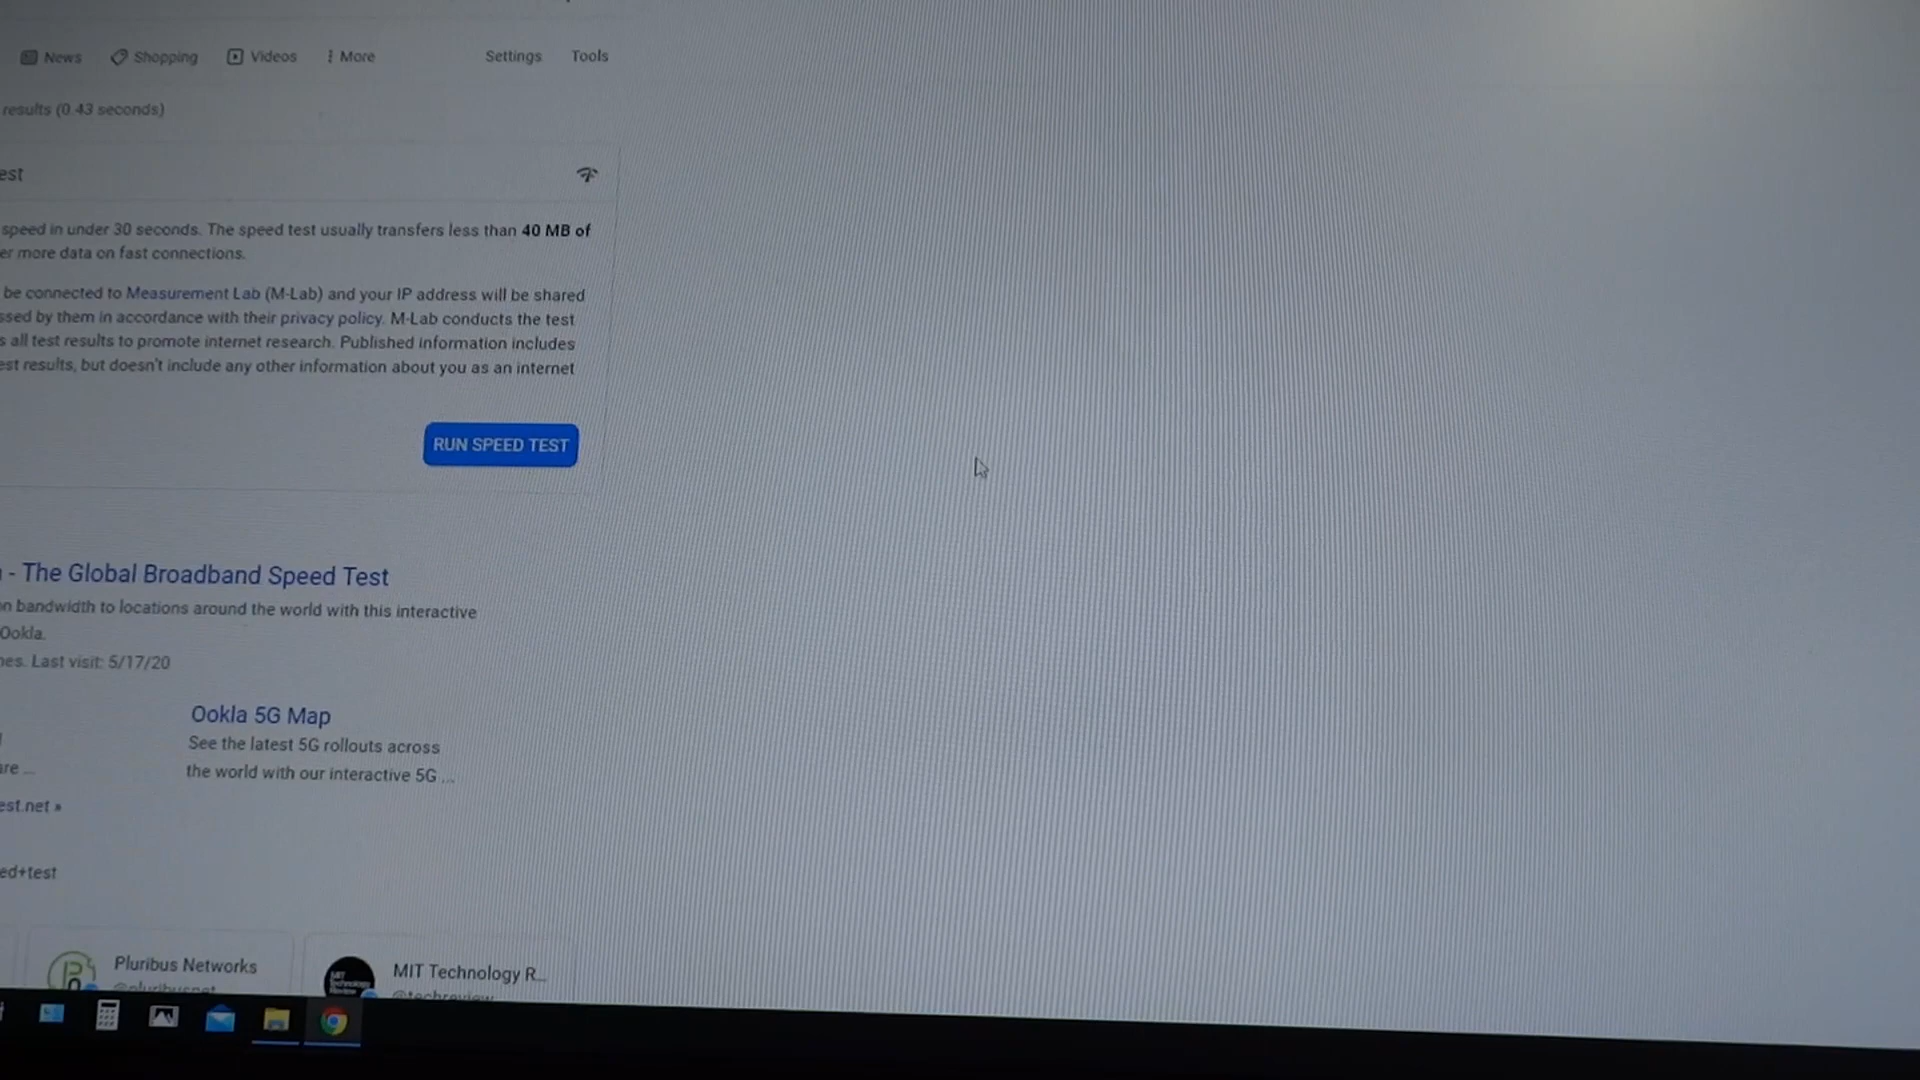 News Shopping Videos More Settings Tools
results (0.43 seconds)
est
speed in under 30 seconds. The speed test usually transfers less than 40 MB of
er more data on fast connections.
be connected to Measurement Lab (M-Lab) and your IP address will be shared
ssed by them in accordance with their privacy policy. M-Lab conducts the test
s all test results to promote internet research. Published information includes
est results, but doesn't include any other information about you as an internet
RUN SPEED TEST
- The Global Broadband Speed Test
n bandwidth to locations around the world with this interactive
Ookla.
nes. Last visit: 5/17/20
Ookla 5G Map
See the latest 5G rollouts across
the world with our interactive 5G ...
are ...
est.net »
ed+test
Pluribus Networks
@pluribusnet
MIT Technology R...
@techreview
MIT Technology Review